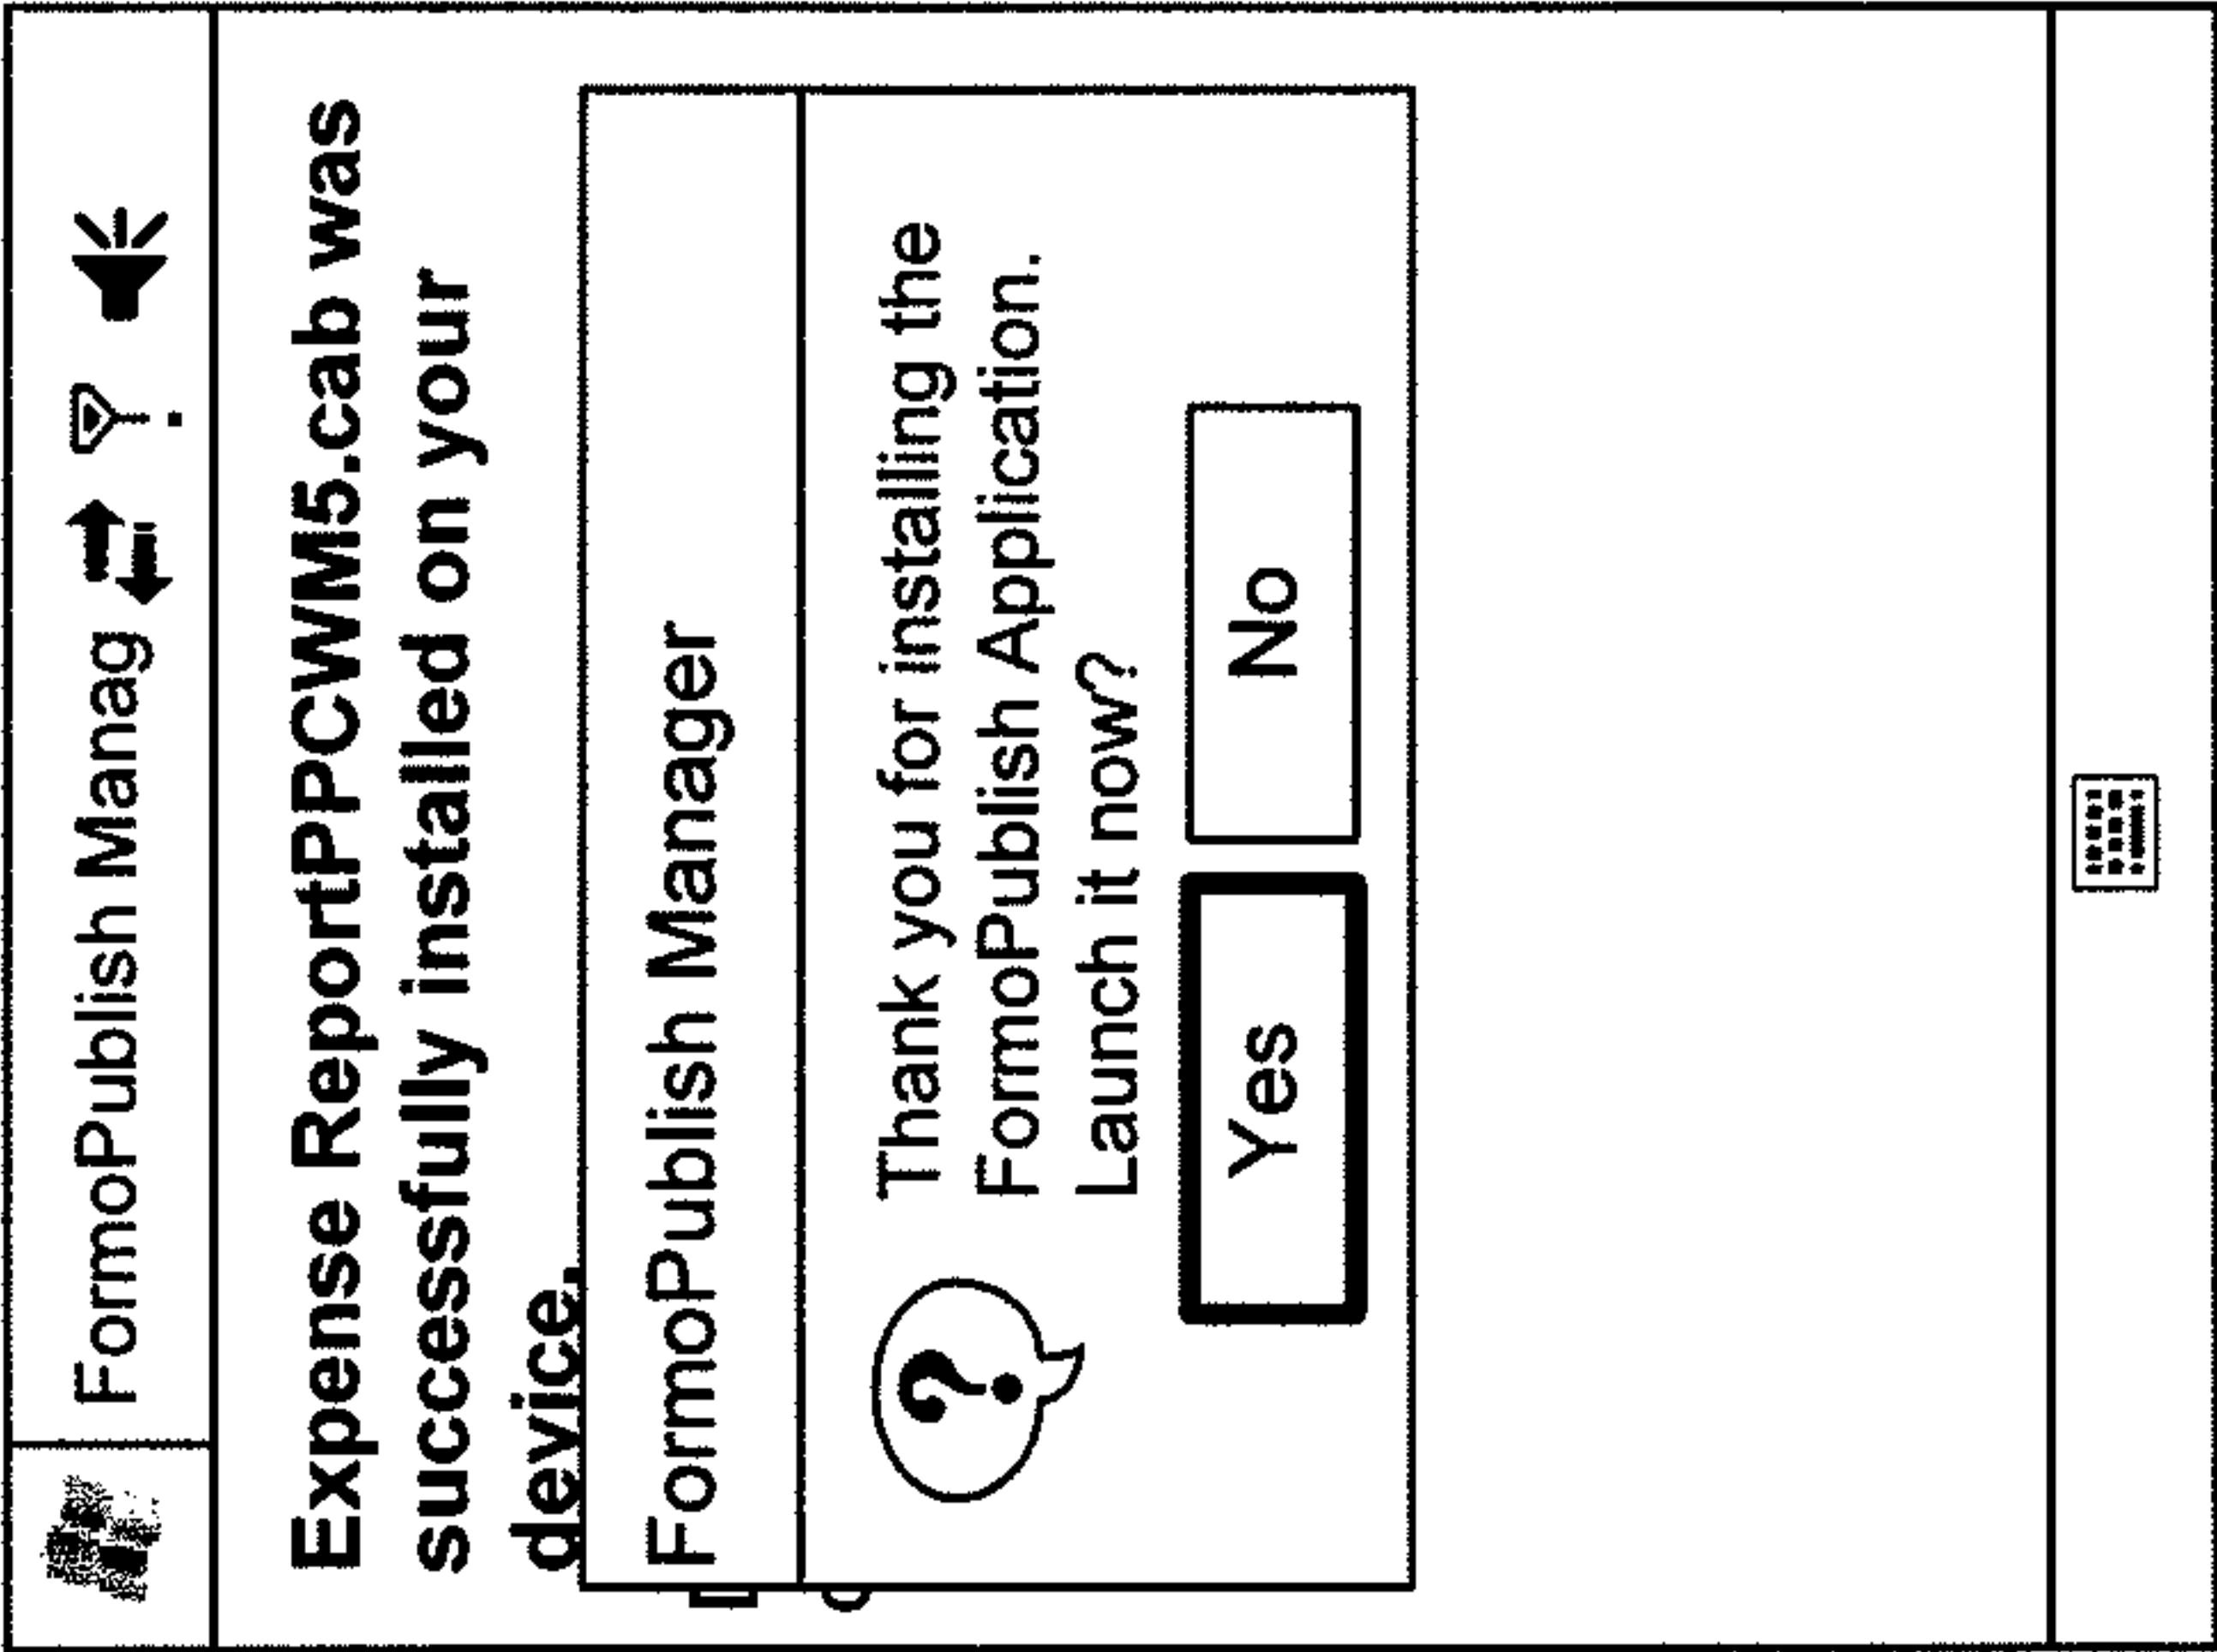 FormoPublish Manag
Expense ReportPPCWM5.cab was
successfully installed on your
device.
FormoPublish Manager
Thank you for installing the
FormoPublish Application.
Launch it now?
Yes No